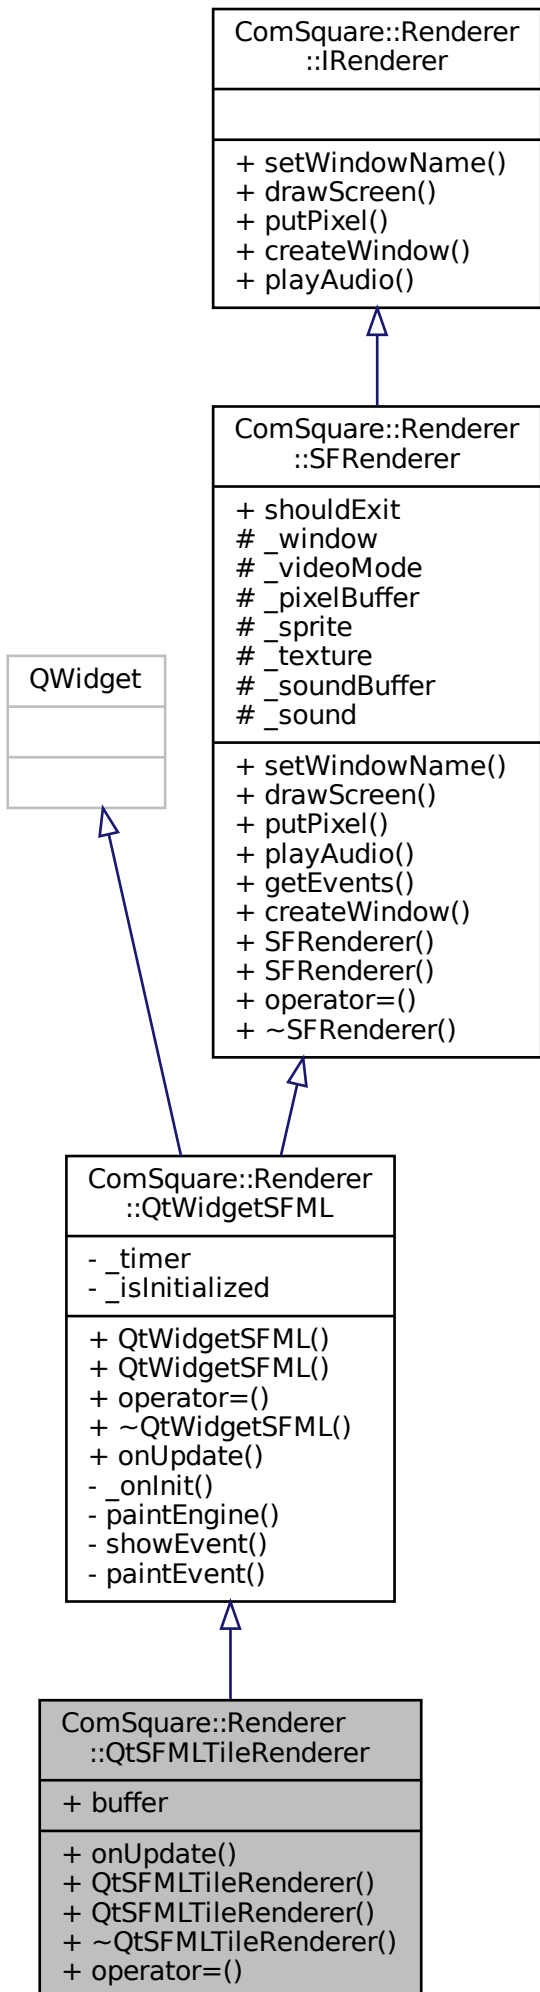 ComSquare::Renderer
::IRenderer
+ setWindowName()
+ drawScreen()
+ putPixel()
+ createWindow()
+ playAudio()
ComSquare::Renderer
::SFRenderer
+ shouldExit
# _window
# _videoMode
# _pixelBuffer
# _sprite
# _texture
# _soundBuffer
# _sound
+ setWindowName()
+ drawScreen()
+ putPixel()
+ playAudio()
+ getEvents()
+ createWindow()
+ SFRenderer()
+ SFRenderer()
+ operator=()
+ ~SFRenderer()
QWidget
ComSquare::Renderer
::QtWidgetSFML
- _timer
- _isInitialized
+ QtWidgetSFML()
+ QtWidgetSFML()
+ operator=()
+ ~QtWidgetSFML()
+ onUpdate()
- _onInit()
- paintEngine()
- showEvent()
- paintEvent()
ComSquare::Renderer
::QtSFMLTileRenderer
+ buffer
+ onUpdate()
+ QtSFMLTileRenderer()
+ QtSFMLTileRenderer()
+ ~QtSFMLTileRenderer()
+ operator=()